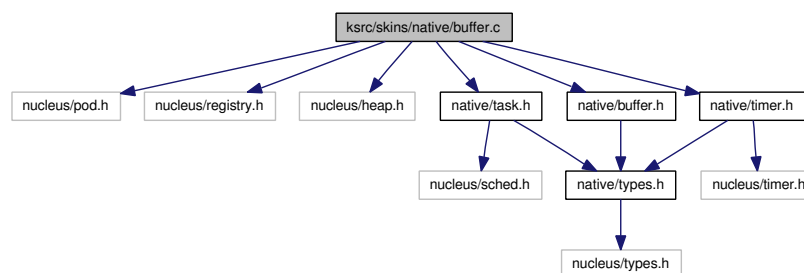 ksrc/skins/native/buffer.c
nucleus/pod.h
nucleus/registry.h
nucleus/heap.h
native/task.h
native/buffer.h
native/timer.h
nucleus/sched.h
native/types.h
nucleus/timer.h
nucleus/types.h